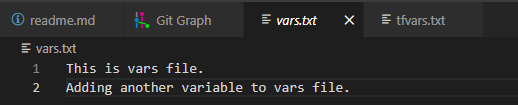 readme.md Git Graph vars.txt tfvars.txt
vars.txt
1 This is vars file.
2 Adding another variable to vars file.